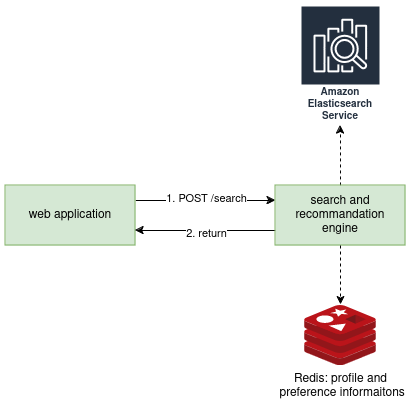 Amazon
Elasticsearch
Service
web application
1. POST /search
2. return
search and
recommandation
engine
Redis: profile and
preference informaitons